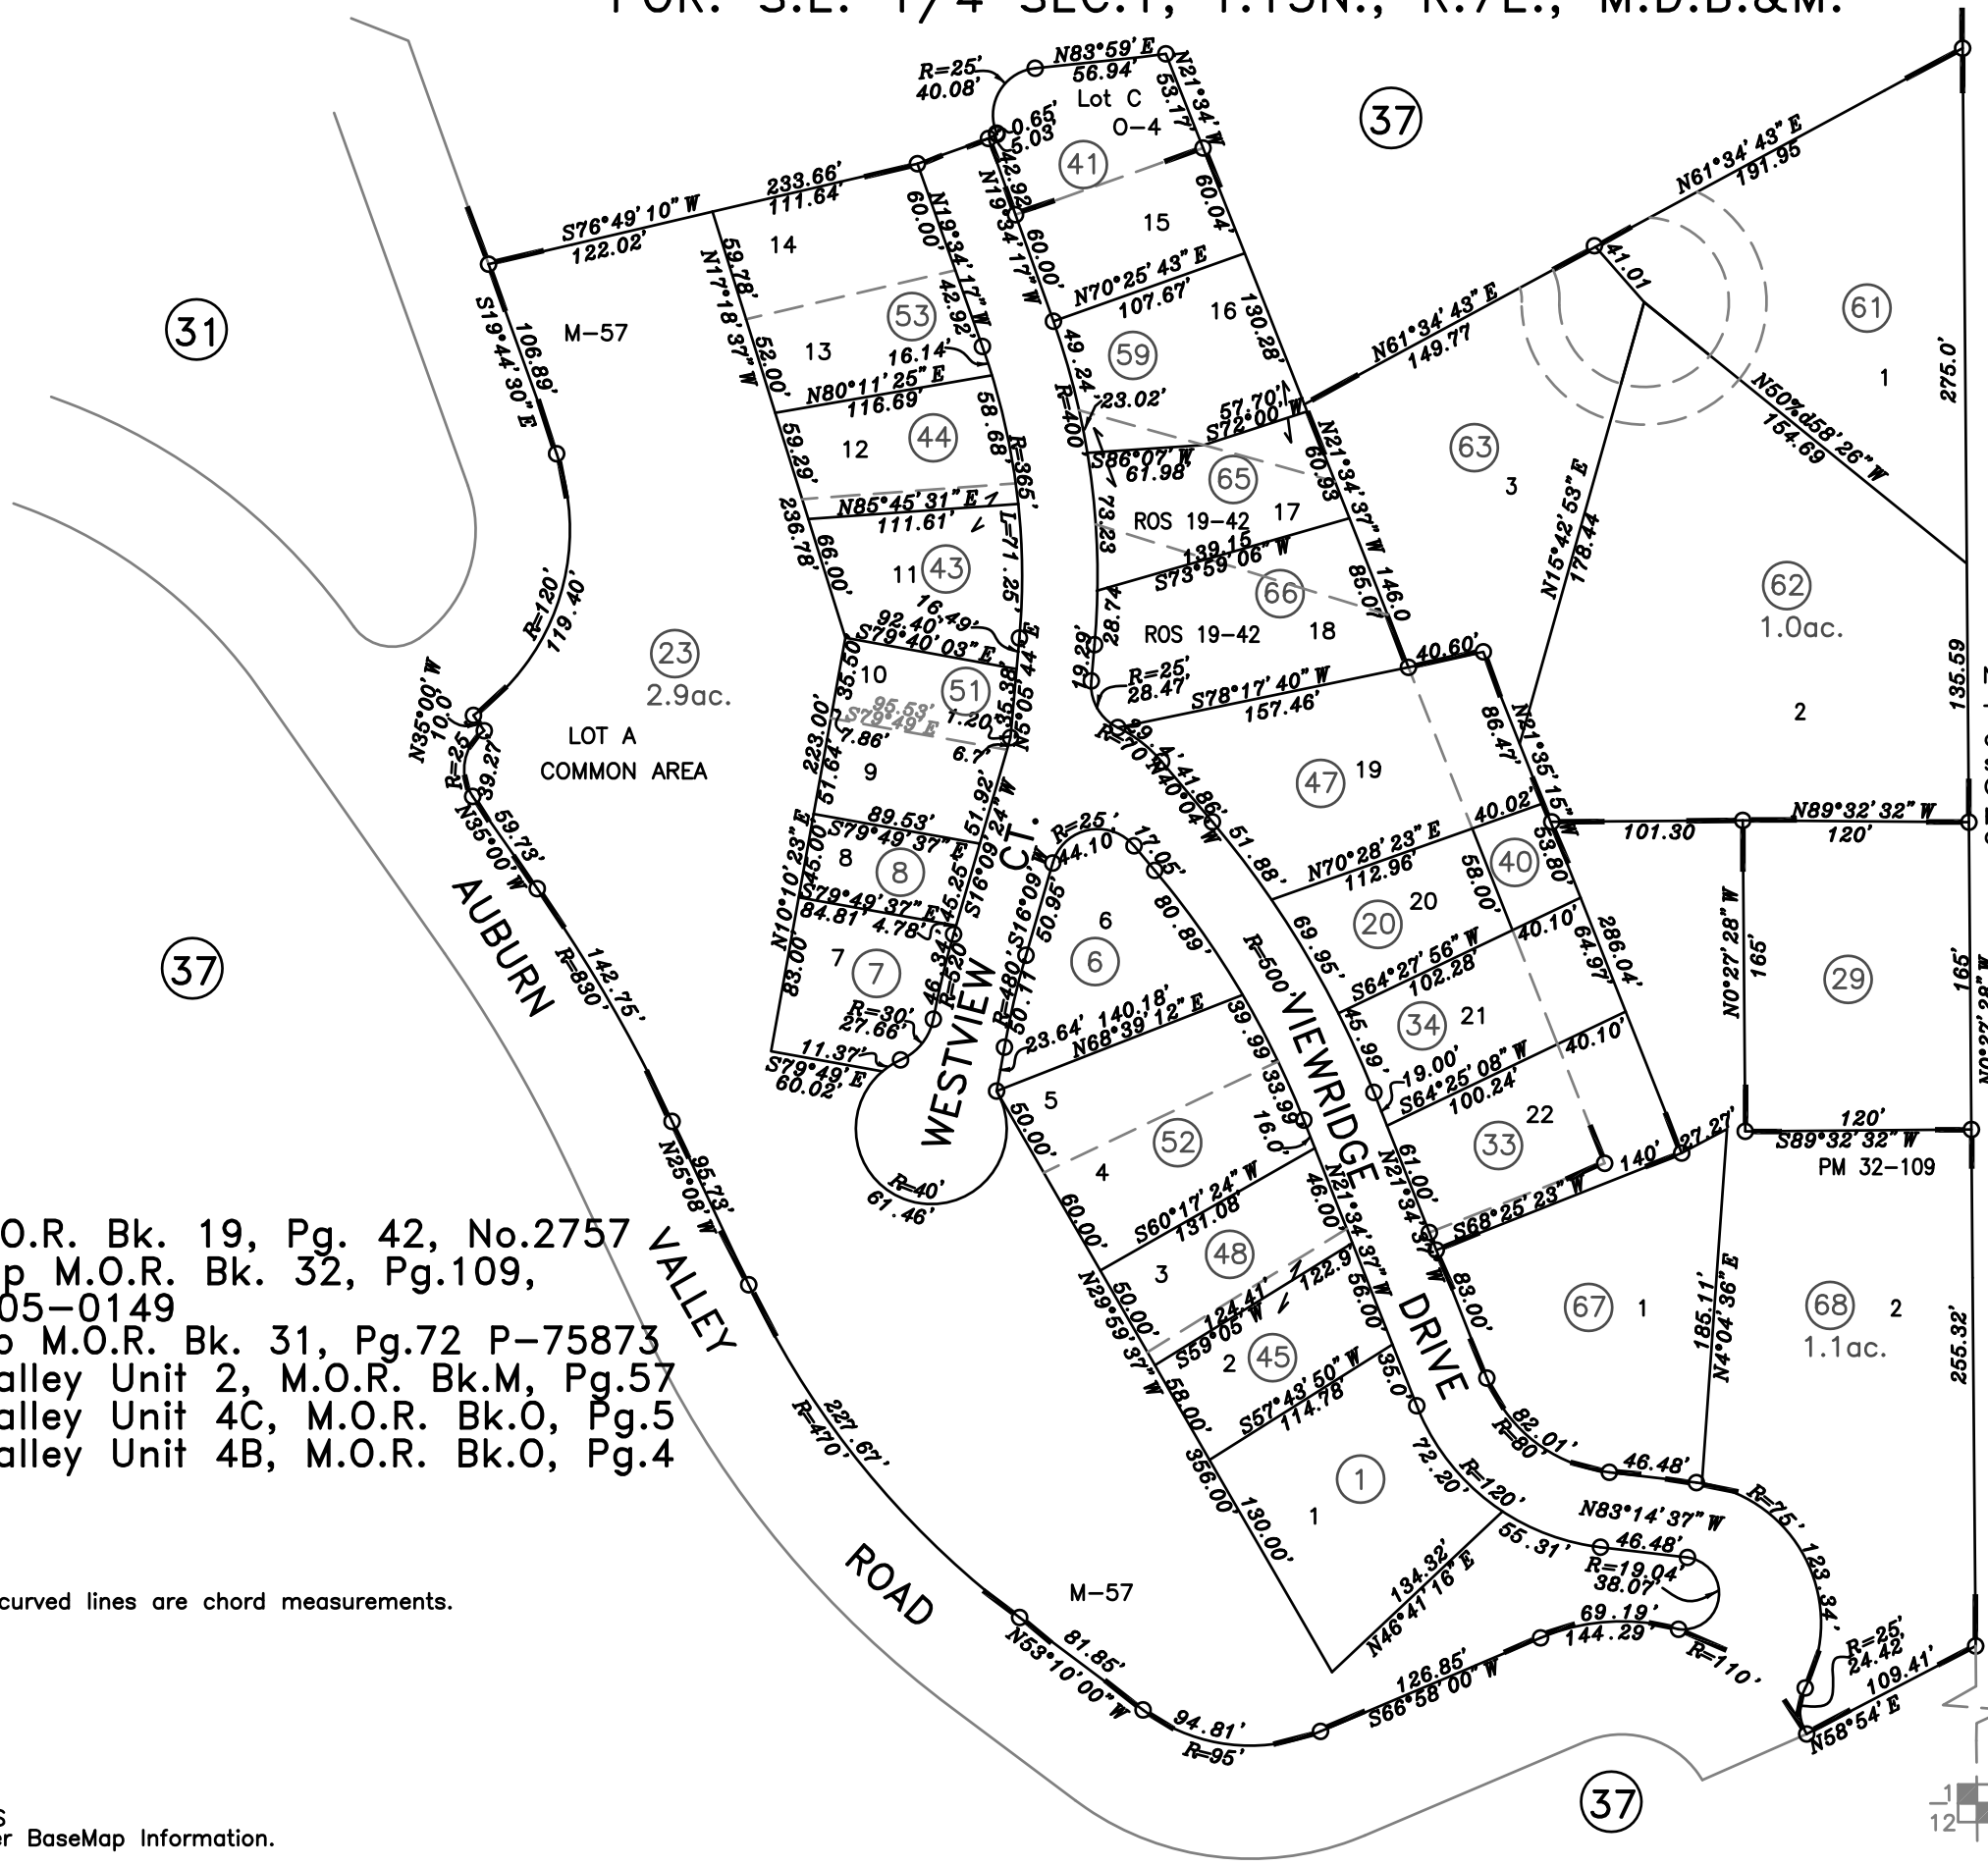 POR. S.E. 1/4 SEC.1, T.13N., R.7E., M.D.B.&M.
R=25'
40.08'
N83°59' E
56.94'
Lot C
O-4
N21°34' W
53.17'
37
0.65'
5.03'
41
42.92'
N19°34'17" W
60.00'
60.04'
15
N70°25'43" E
107.67'
16
130.28'
N61°34'43" E
191.95
N61°34'43" E
149.77
41.01
61
1
275.0'
N50%d58'26" W
154.69
233.66'
111.64'
S76°49'10" W
122.02'
14
59.78'
N17°18'37" W
N19°34'17" W
60.00'
42.92'
53
13
52.00'
16.14'
N80°11'25" E
116.69'
31
S19°44'30" E
106.89'
M-57
49.24
R=400
59
23.02'
57.70'
S72°00' W
S86°07' W
61.98'
65
N21°34'37" W
60.93
146.0
63
3
12
44
58.68'
R=365'
59.29'
236.78'
N85°45'31" E
111.61'
L=71.25'
11
43
66.00'
ROS 19-42
17
73.23
139.15
S73°59'06" W
85.07
66
ROS 19-42
18
28.74
19.29'
N15°42'53" E
178.44
62
1.0ac.
2
135.59
R=120'
119.40'
23
2.9ac.
LOT A
COMMON AREA
N35°00' W
10.0'
R=25'
39.27'
16.49'
92.40'
S79°40'03" E
10
35.50'
51
35.38'
N5°05'44" E
95.53'
S79°49' E
1.20'
7.86'
6.7'
223.00'
51.64'
9
51.92'
89.53'
S79°49'37" E
R=25'
28.47'
S78°17'40" W
157.46'
40.60'
29.4'
R=70'
N40°04' W
41.86'
47
19
86.47'
N21°35'15" W
40.02'
N70°28'23" E
112.96'
53.80'
40
101.30
N89°32'32" W
120'
N35°00' W
59.73'
AUBURN
8
45.00'
8
N10°10'23" E
S79°49'37" E
84.81'
4.78'
45.25'
S16°09'24" W
CT.
S16°09' W
50.95'
R=25'
44.10'
17.05'
51.88'
80.89'
6
6
58.00'
20
20
69.95'
40.10'
S64°27'56" W
102.28'
286.04'
64.97'
N0°27'28" W
165'
29
165'
N0°27'28" W
37
142.75'
R=830'
7
7
83.00
46.34
R=520'
R=30'
27.66'
11.37'
S79°49' E
60.02'
WESTVIEW
R=480'
50.11'
23.64'
140.18'
N68°39'12" E
R=500'
VIEWRIDGE
39.99'
33.99'
16.0'
45.99'
34
21
19.00'
40.10'
S64°25'08" W
100.24'
22
33
61.00'
N21°34'37" W
140'
27.27'
S68°25'23" W
120'
S89°32'32" W
PM 32-109
5
50.00'
52
4
60.00'
R=40'
61.46'
S60°17'24" W
131.08'
46.00'
N21°34'37" W
48
3
N29°59'37" W
50.00'
124.41'
122.9'
S59°05' W
56.00'
2
45
58.00'
S57°43'50" W
114.78'
35.0'
DRIVE
83.00'
67
1
185.11'
N4°04'36" E
68
1.1ac.
2
255.32'
N25°08' W
95.73'
VALLEY
O.R. Bk. 19, Pg. 42, No.2757
p M.O.R. Bk. 32, Pg.109,
05-0149
p M.O.R. Bk. 31, Pg.72 P-75873
alley Unit 2, M.O.R. Bk.M, Pg.57
alley Unit 4C, M.O.R. Bk.O, Pg.5
alley Unit 4B, M.O.R. Bk.O, Pg.4
R=470'
227.67'
356.00'
130.00'
1
1
72.20'
R=120'
55.31'
82.01'
R=80'
46.48'
N83°14'37" W
46.48'
R=75'
123.34'
R=19.04'
38.07'
134.32'
N46°41'16" E
ROAD
M-57
curved lines are chord measurements.
N53°10'00" W
81.85'
94.81'
R=95'
126.85'
S66°58'00" W
69.19'
144.29'
R=110'
R=25'
24.42'
109.41'
N58°54' E
37
1
12
S
er BaseMap Information.